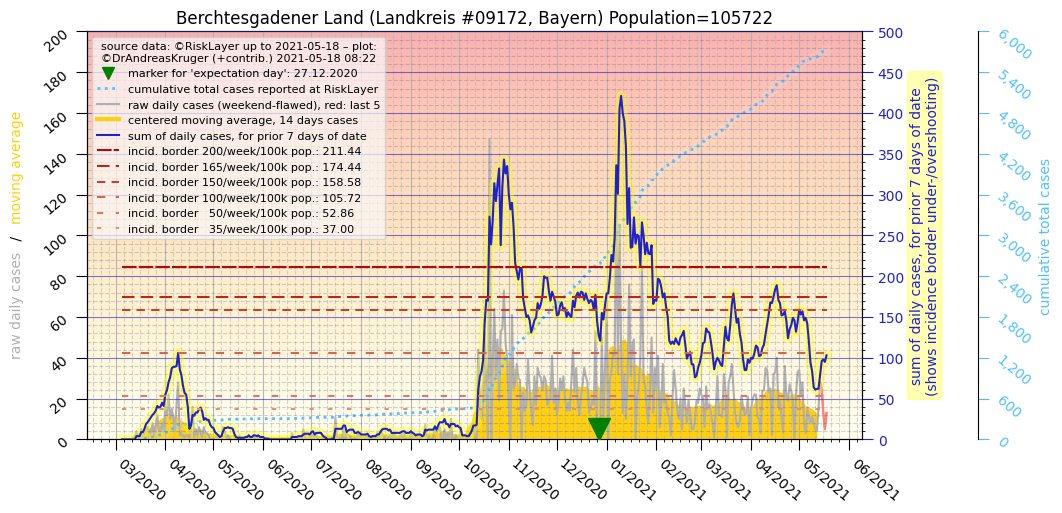 Berchtesgadener Land (Landkreis #09172, Bayern) Population=105722
source data: ©RiskLayer up to 2021-05-18 – plot:
©DrAndreasKruger (+contrib.) 2021-05-18 08:22
marker for 'expectation day': 27.12.2020
cumulative total cases reported at RiskLayer
raw daily cases (weekend-flawed), red: last 5
centered moving average, 14 days cases
sum of daily cases, for prior 7 days of date
incid. border 200/week/100k pop.: 211.44
incid. border 165/week/100k pop.: 174.44
incid. border 150/week/100k pop.: 158.58
incid. border 100/week/100k pop.: 105.72
incid. border   50/week/100k pop.: 52.86
incid. border   35/week/100k pop.: 37.00
raw daily cases  /  moving average
200
180
160
140
120
100
80
60
40
20
0
03/2020
04/2020
05/2020
06/2020
07/2020
08/2020
09/2020
10/2020
11/2020
12/2020
01/2021
02/2021
03/2021
04/2021
05/2021
06/2021
500
450
400
350
300
250
200
150
100
50
0
sum of daily cases, for prior 7 days of date
(shows incidence border under-/overshooting)
6,000
5,400
4,800
4,200
3,600
3,000
2,400
1,800
1,200
600
0
cumulative total cases